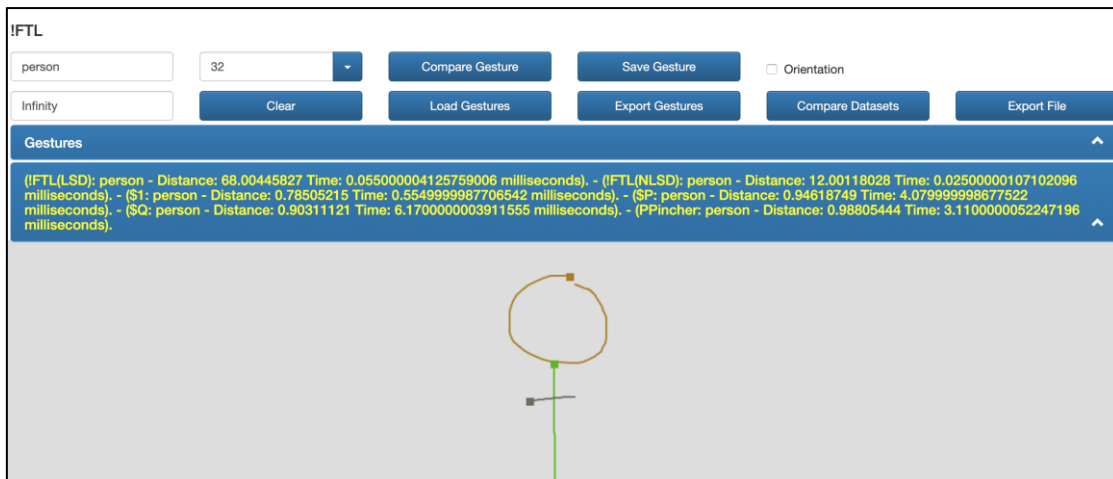 !FTL
person 32 Compare Gesture Save Gesture Orientation
Infinity Clear Load Gestures Export Gestures Compare Datasets Export File
Gestures
(!FTL(LSD): person - Distance: 68.00445827 Time: 0.055000004125759006 milliseconds). - (!FTL(NLSD): person - Distance: 12.00118028 Time: 0.02500000107102096
milliseconds). - ($1: person - Distance: 0.78505215 Time: 0.5549999987706542 milliseconds). - ($P: person - Distance: 0.94618749 Time: 4.079999998677522
milliseconds). - ($Q: person - Distance: 0.90311121 Time: 6.1700000003911555 milliseconds). - (PPincher: person - Distance: 0.98805444 Time: 3.1100000052247196
milliseconds).